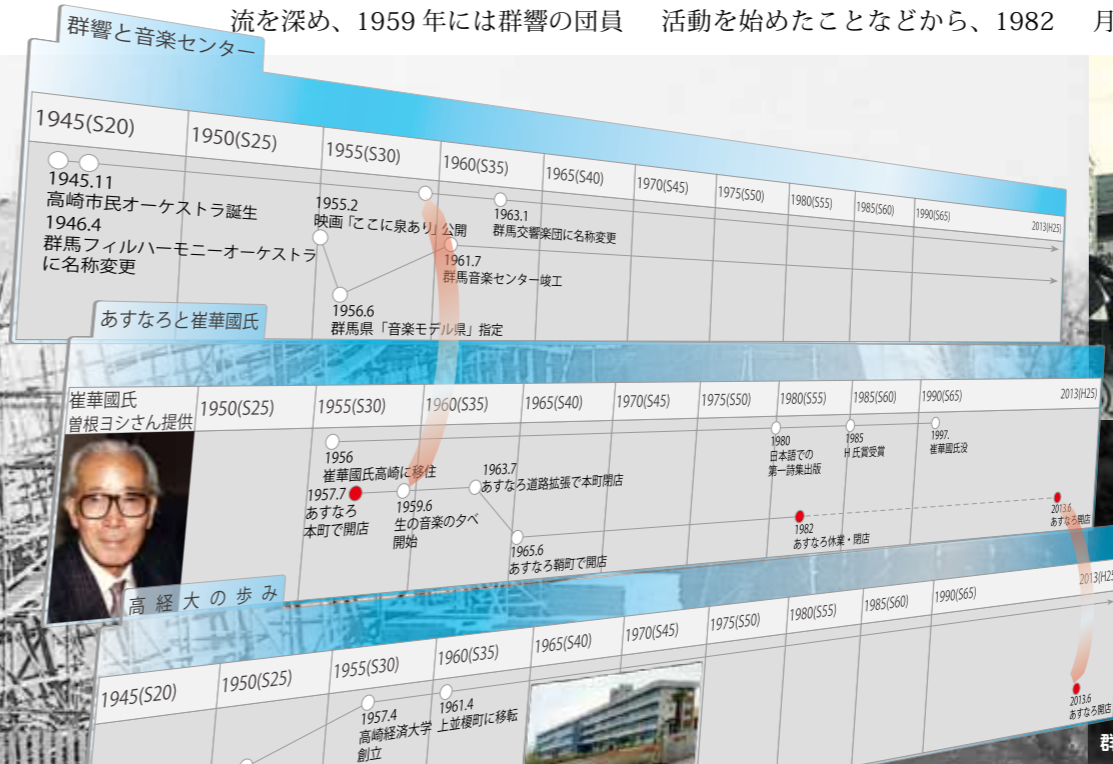 流を深め、1959 年には群響の団員
活動を始めたことなどから、1982
月
群響と音楽センター
1945(S20)
1950(S25)
1955(S30)
1960(S35)
1965(S40)
1970(S45)
1975(S50)
1980(S55)
1985(S60)
1990(S65)
2013(H25)
1945.11
高崎市民オーケストラ誕生
1946.4
群馬フィルハーモニーオーケストラ
に名称変更
1955.2
映画「ここに泉あり」公開
1956.6
群馬県「音楽モデル県」指定
1963.1
群馬交響楽団に名称変更
1961.7
群馬音楽センター竣工
あすなろと崔華國氏
崔華國氏
曽根ヨシさん提供
1950(S25)
1955(S30)
1960(S35)
1965(S40)
1970(S45)
1975(S50)
1980(S55)
1985(S60)
1990(S65)
2013(H25)
1956
崔華國氏高崎に移住
1957.7
あすなろ
本町で開店
1959.6
生の音楽の夕べ
開始
1963.7
あすなろ道路拡張で本町閉店
1965.6
あすなろ鞘町で開店
1980
日本語での
第一詩集出版
1985
H氏賞受賞
1997.
崔華國氏没
1982
あすなろ休業・閉店
2013.6
あすなろ開店
高経大の歩み
1945(S20)
1950(S25)
1955(S30)
1960(S35)
1965(S40)
1970(S45)
1975(S50)
1980(S55)
1985(S60)
1990(S65)
2013(H25)
1957.4
高崎経済大学
創立
1961.4
上並榎町に移転
2013.6
あすなろ開店
群